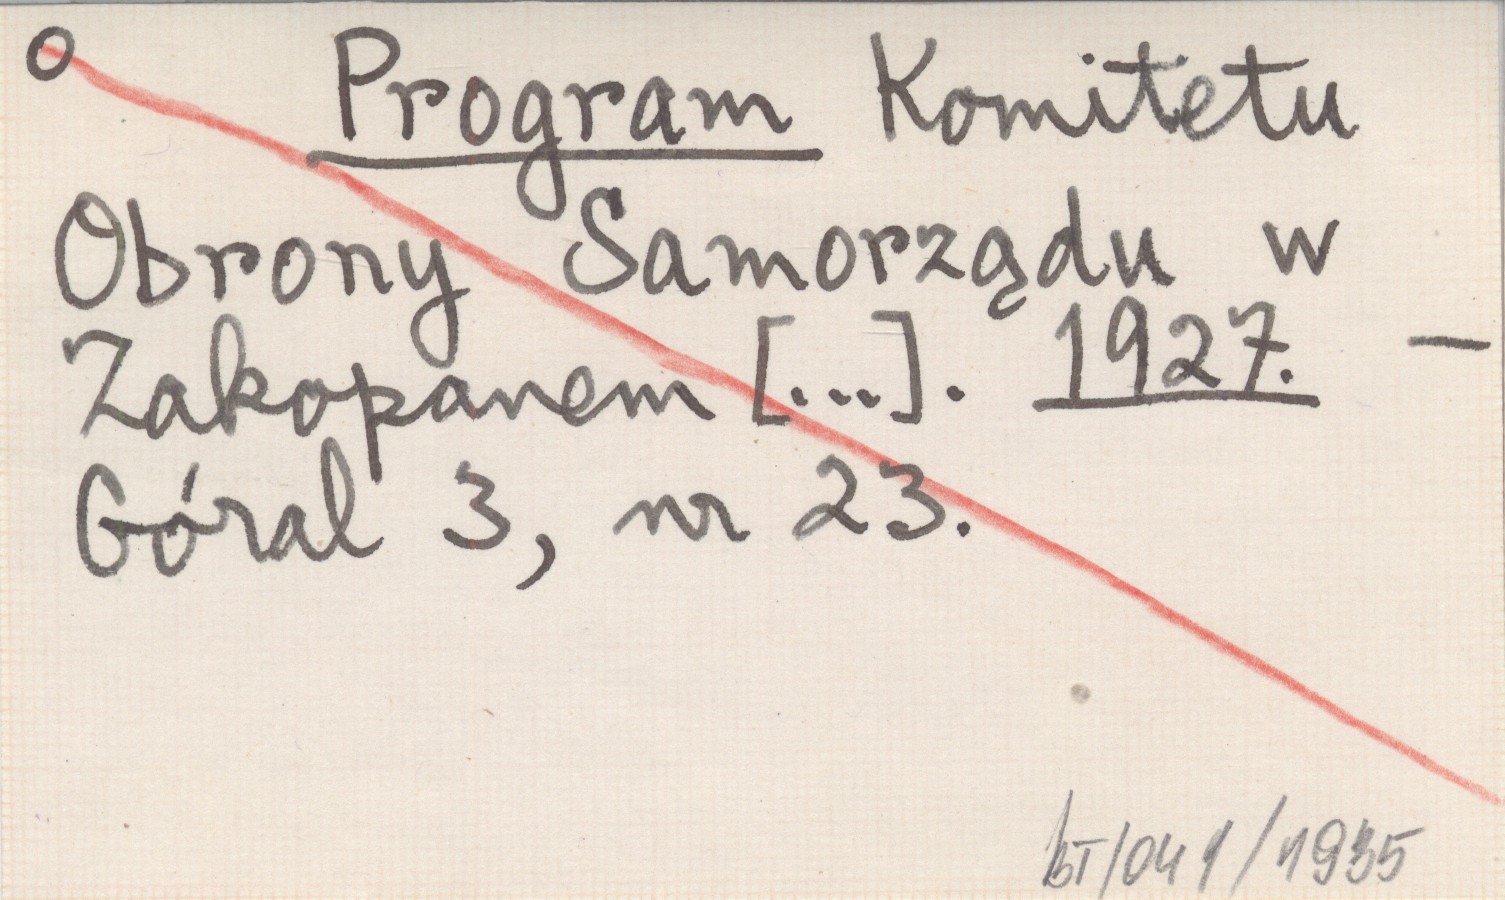 O Program Komitetu
Obrony Samorządu w
Zakopanem [...]. 1927. —
Góral 3, nr 23.
bT/041/1935